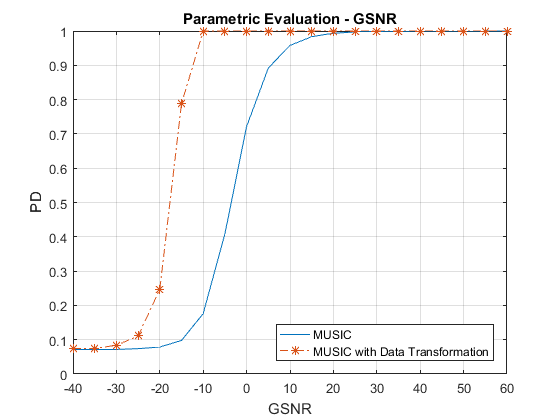 Parametric Evaluation - GSNR
1
0.9
0.8
0.7
0.6
0.5
0.4
0.3
0.2
0.1
0
PD
-40 -30 -20 -10 0 10 20 30 40 50 60
GSNR
MUSIC
MUSIC with Data Transformation